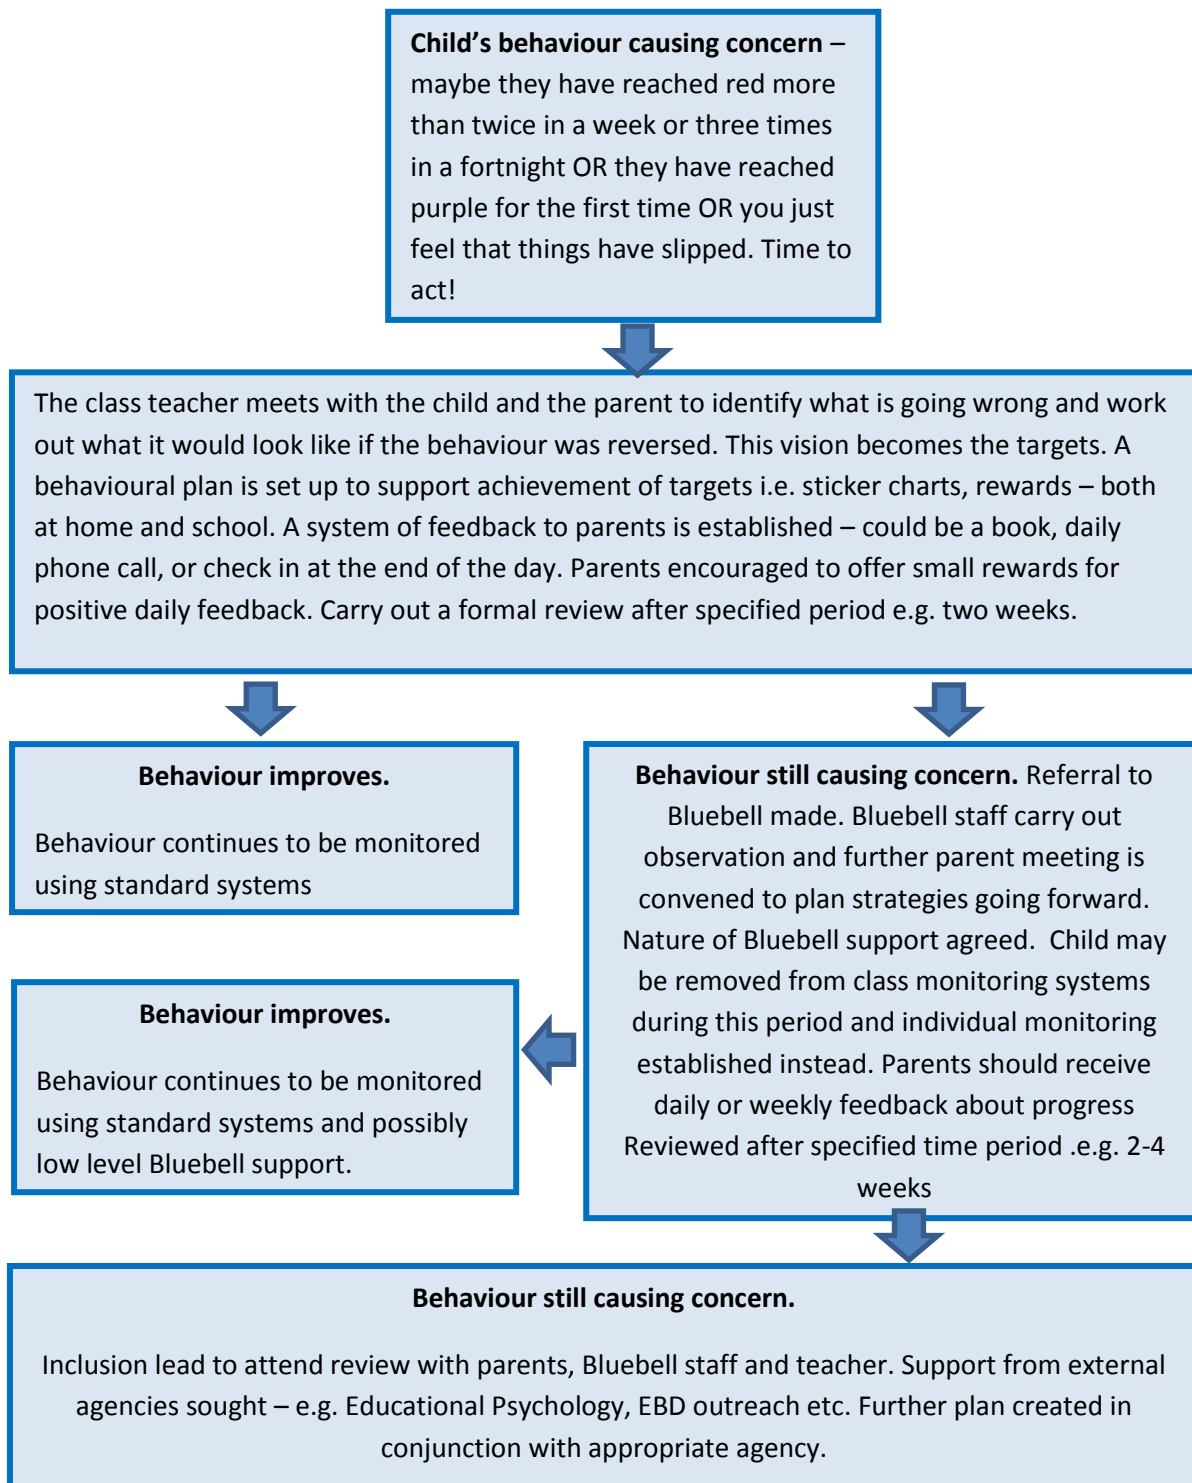 Child’s behaviour causing concern –
maybe they have reached red more
than twice in a week or three times
in a fortnight OR they have reached
purple for the first time OR you just
feel that things have slipped. Time to
act!
The class teacher meets with the child and the parent to identify what is going wrong and work
out what it would look like if the behaviour was reversed. This vision becomes the targets. A
behavioural plan is set up to support achievement of targets i.e. sticker charts, rewards – both
at home and school. A system of feedback to parents is established – could be a book, daily
phone call, or check in at the end of the day. Parents encouraged to offer small rewards for
positive daily feedback. Carry out a formal review after specified period e.g. two weeks.
Behaviour improves.
Behaviour continues to be monitored
using standard systems
Behaviour still causing concern. Referral to
Bluebell made. Bluebell staff carry out
observation and further parent meeting is
convened to plan strategies going forward.
Nature of Bluebell support agreed.  Child may
be removed from class monitoring systems
during this period and individual monitoring
established instead. Parents should receive
daily or weekly feedback about progress
Reviewed after specified time period .e.g. 2-4
weeks
Behaviour improves.
Behaviour continues to be monitored
using standard systems and possibly
low level Bluebell support.
Behaviour still causing concern.
Inclusion lead to attend review with parents, Bluebell staff and teacher. Support from external
agencies sought – e.g. Educational Psychology, EBD outreach etc. Further plan created in
conjunction with appropriate agency.